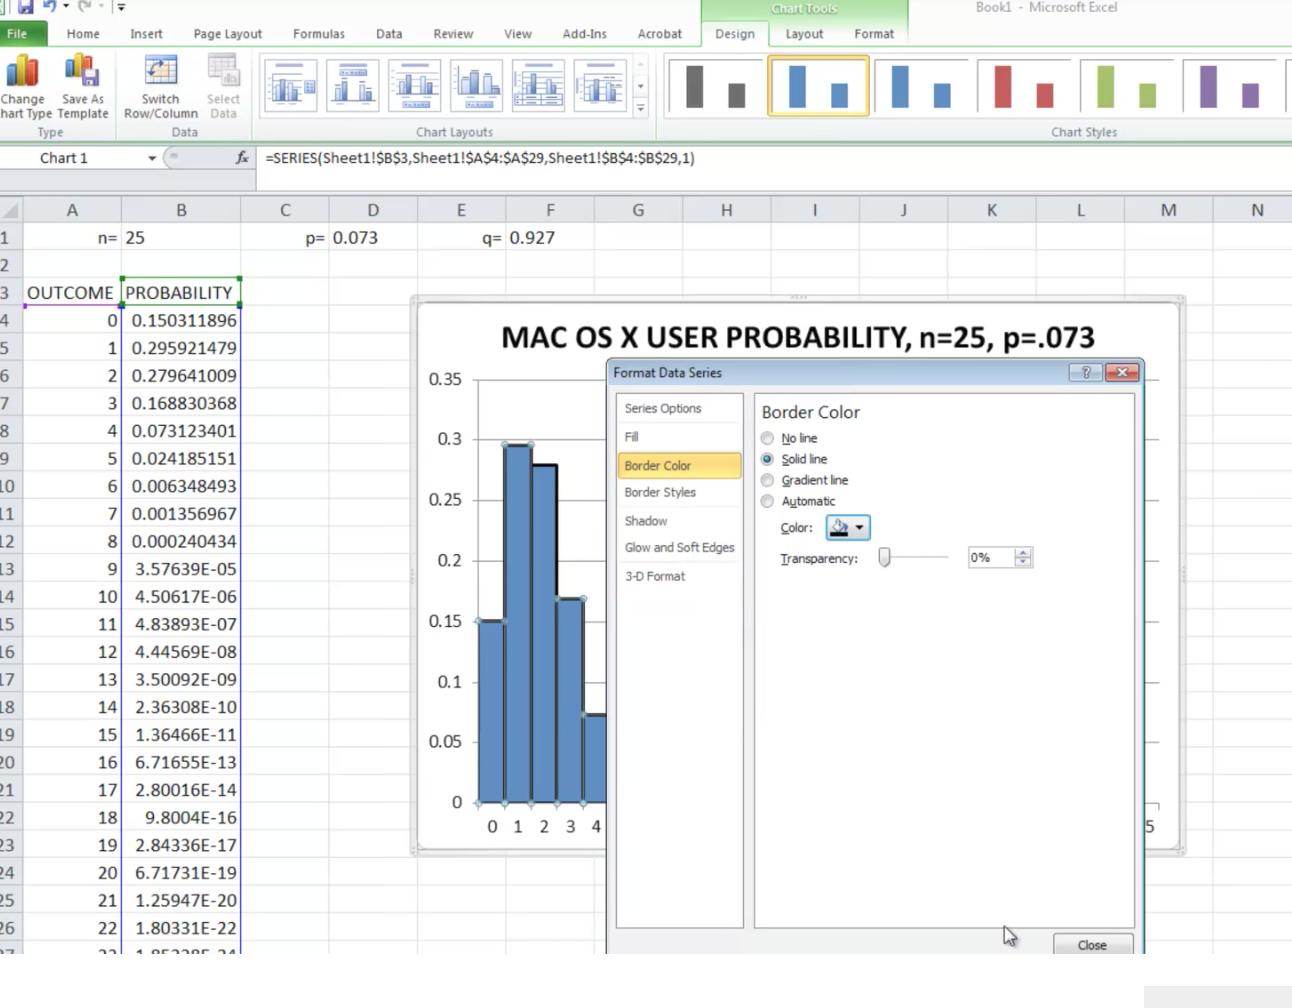 Chart Tools
Book1 - Microsoft Excel
File Home Insert Page Layout Formulas Data Review View Add-Ins Acrobat Design Layout Format
Change Save As Switch Select
hart Type Template Row/Column Data
Type Data Chart Layouts Chart Styles
Chart 1 fx =SERIES(Sheet1!$B$3,Sheet1!$A$4:$A$29,Sheet1!$B$4:$B$29,1)
A B C D E F G H I J K L M N
1 n= 25 p= 0.073 q= 0.927
2
3 OUTCOME PROBABILITY
4 0 0.150311896
5 1 0.295921479
6 2 0.279641009
7 3 0.168830368
8 4 0.073123401
9 5 0.024185151
10 6 0.006348493
11 7 0.001356967
12 8 0.000240434
13 9 3.57639E-05
14 10 4.50617E-06
15 11 4.83893E-07
16 12 4.44569E-08
17 13 3.50092E-09
18 14 2.36308E-10
19 15 1.36466E-11
20 16 6.71655E-13
21 17 2.80016E-14
22 18 9.8004E-16
23 19 2.84336E-17
24 20 6.71731E-19
25 21 1.25947E-20
26 22 1.80331E-22
MAC OS X USER PROBABILITY, n=25, p=.073
0.35
0.3
0.25
0.2
0.15
0.1
0.05
0
0 1 2 3 4
5
Format Data Series
?
Series Options
Fill
Border Color
Border Styles
Shadow
Glow and Soft Edges
3-D Format
Border Color
No line
Solid line
Gradient line
Automatic
Color:
Transparency: 0%
Close